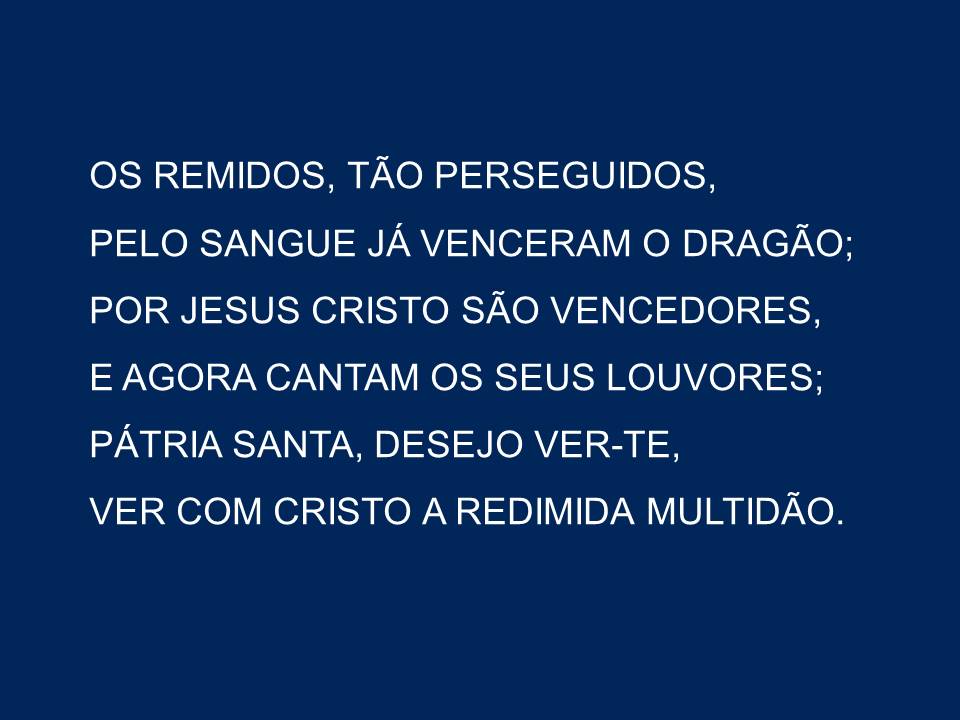 OS REMIDOS, TÃO PERSEGUIDOS,
PELO SANGUE JÁ VENCERAM O DRAGÃO;
POR JESUS CRISTO SÃO VENCEDORES,
E AGORA CANTAM OS SEUS LOUVORES;
PÁTRIA SANTA, DESEJO VER-TE,
VER COM CRISTO A REDIMIDA MULTIDÃO.